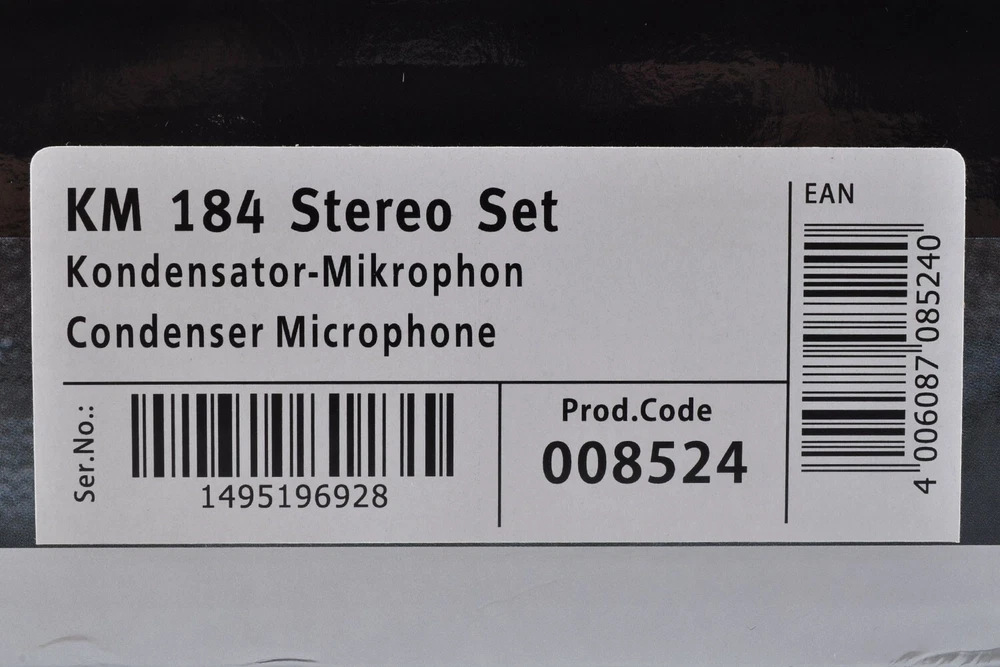 KM 184 Stereo Set
Kondensator-Mikrophon
Condenser Microphone
Ser.No.:
1495196928
Prod.Code
008524
EAN
4 006087 085240